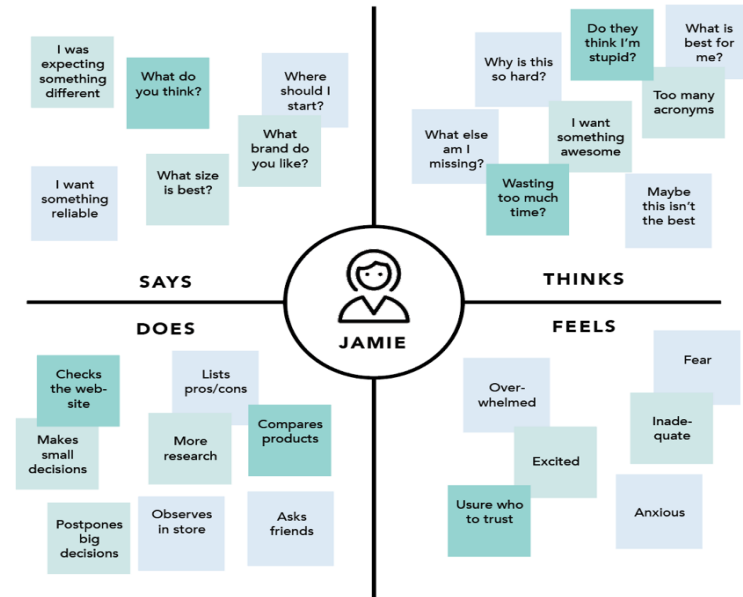 I was
expecting
something
different
What do
you think?
Where
should I
start?
What
brand do
you like?
I want
something
reliable
What size
is best?
SAYS
Do they
think I'm
stupid?
What is
best for
me?
Why is this
so hard?
Too many
acronyms
What else
am I
missing?
I want
something
awesome
Wasting
too much
time?
Maybe
this isn't
the best
THINKS
JAMIE
DOES
Checks
the web-
site
Lists
pros/cons
Makes
small
decisions
More
research
Compares
products
Postpones
big
decisions
Observes
in store
Asks
friends
FEELS
Over-
whelmed
Fear
Inade-
quate
Excited
Usure who
to trust
Anxious